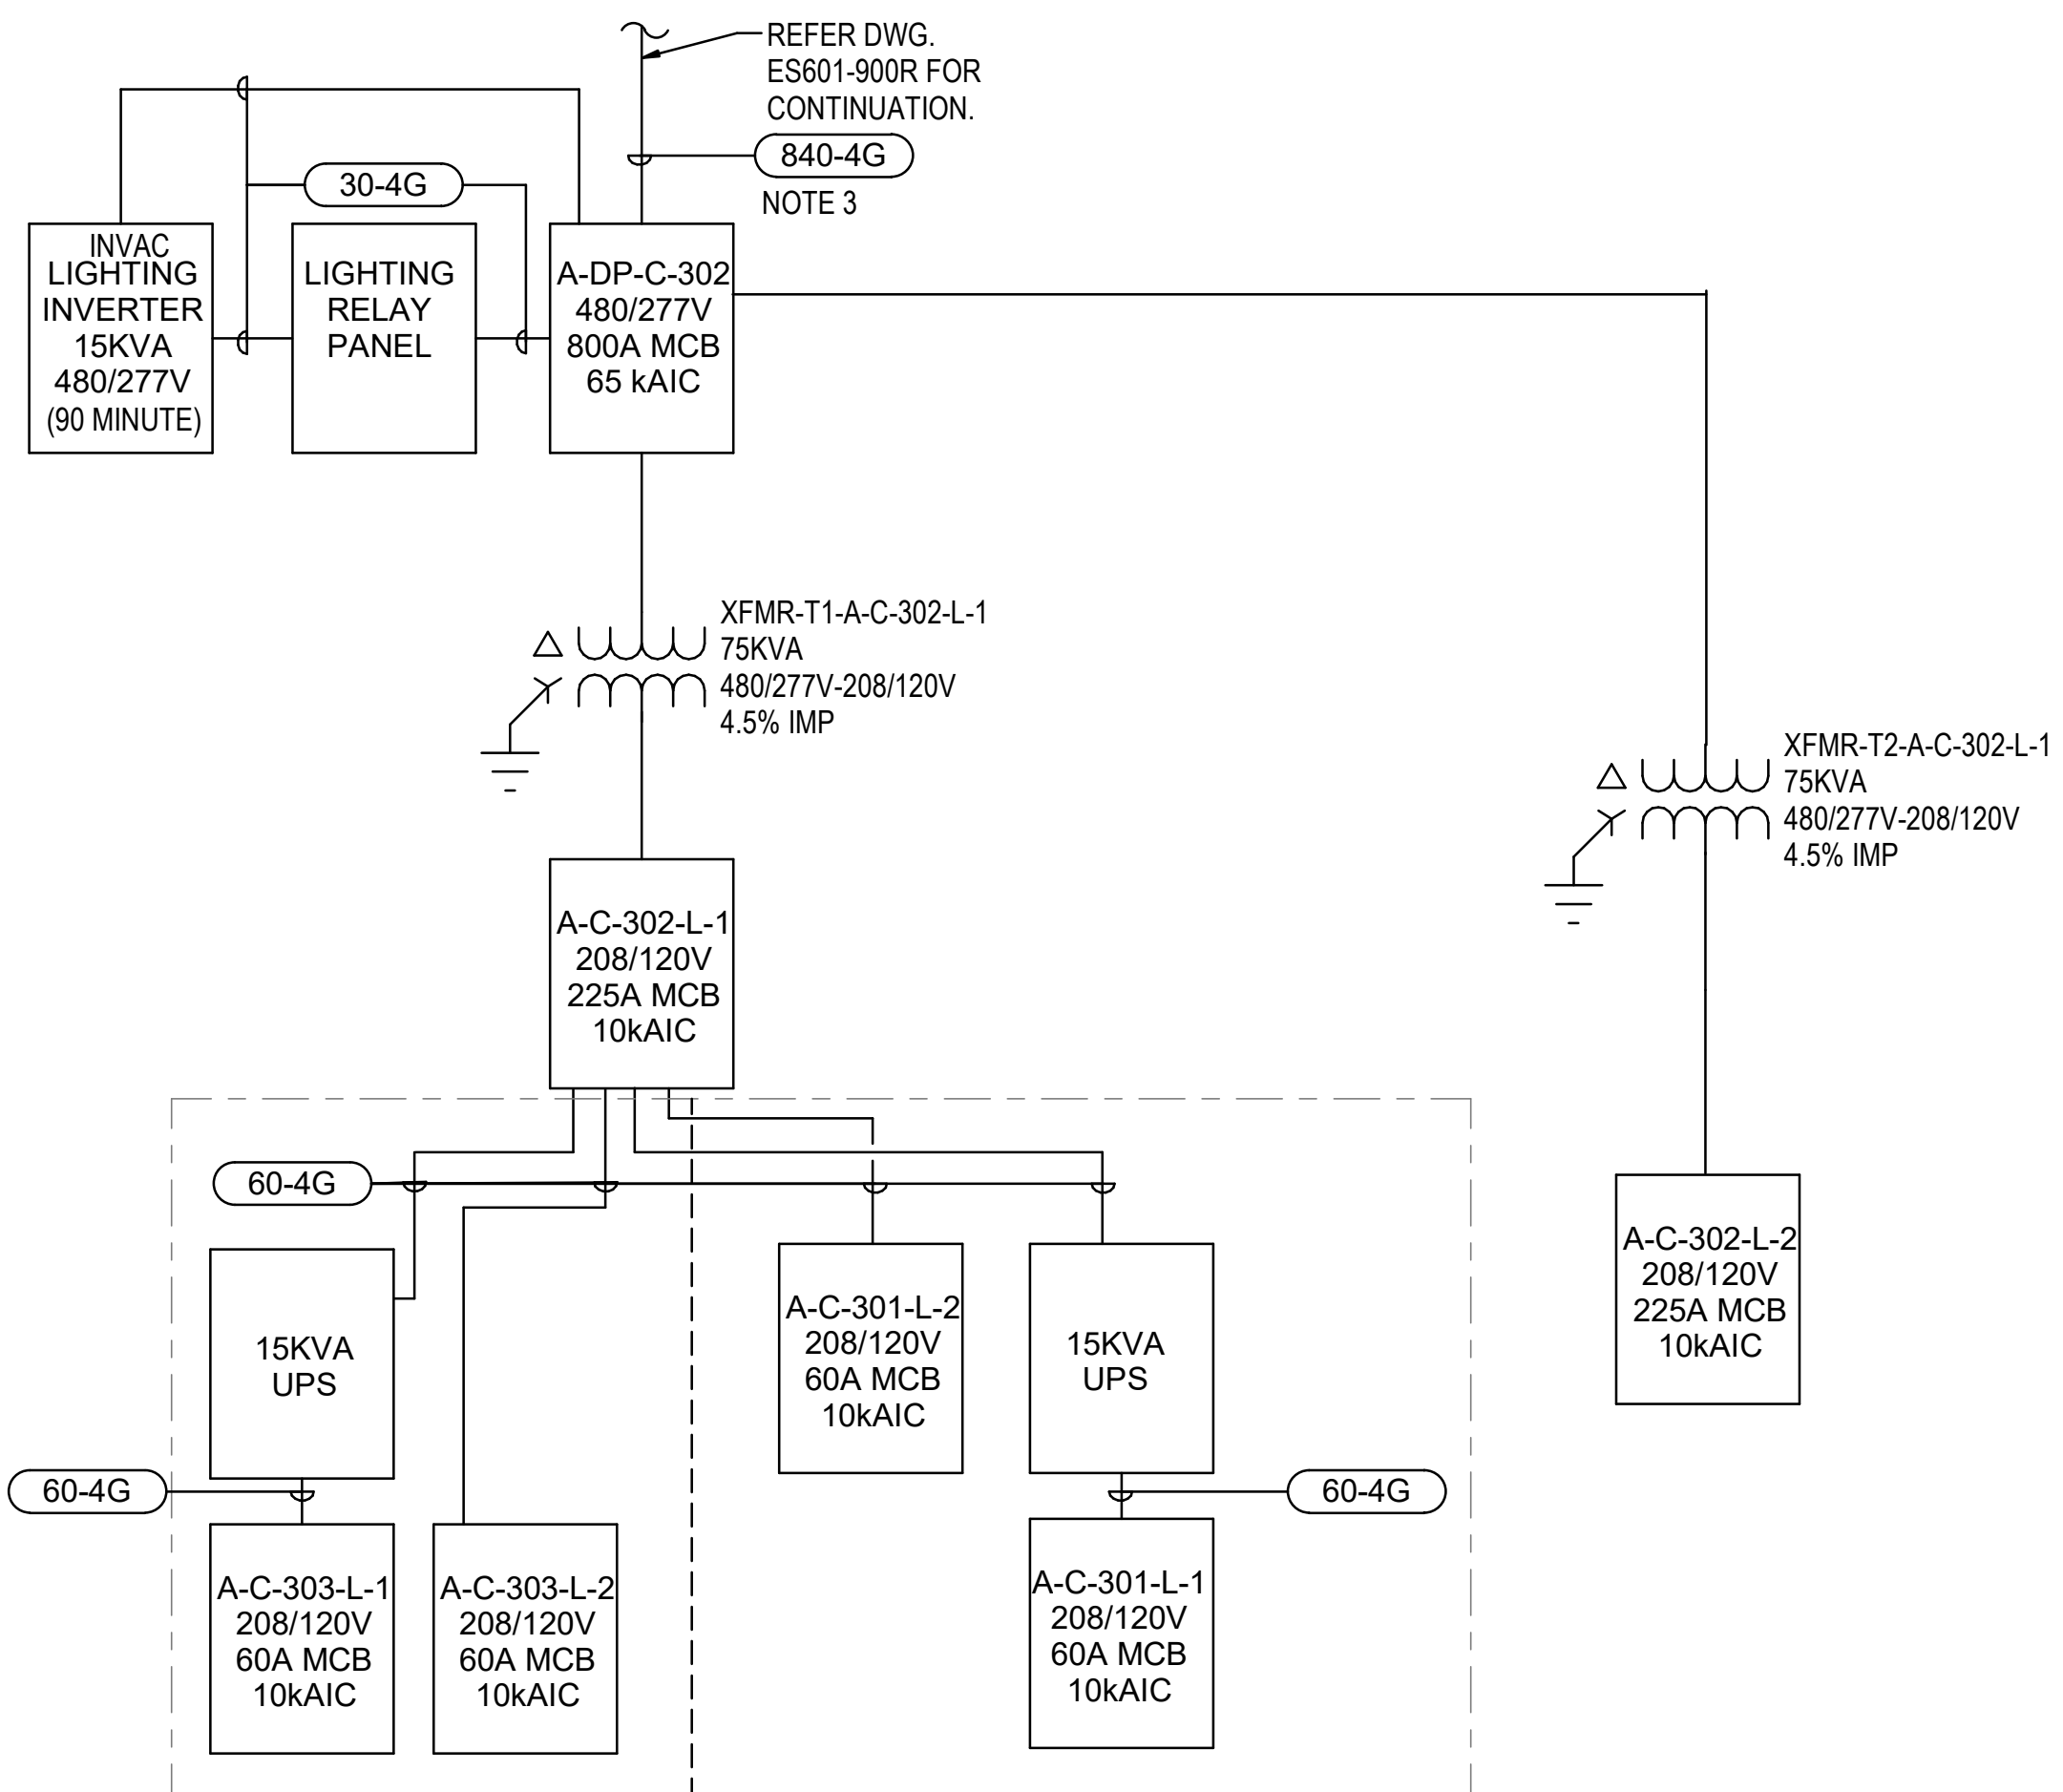 REFER DWG.
ES601-900R FOR
CONTINUATION.
840-4G
NOTE 3
30-4G
INVAC
LIGHTING
INVERTER
15KVA
480/277V
(90 MINUTE)
LIGHTING
RELAY
PANEL
A-DP-C-302
480/277V
800A MCB
65 kAIC
XFMR-T1-A-C-302-L-1
75KVA
480/277V-208/120V
4.5% IMP
XFMR-T2-A-C-302-L-1
75KVA
480/277V-208/120V
4.5% IMP
A-C-302-L-1
208/120V
225A MCB
10kAIC
60-4G
A-C-302-L-2
208/120V
225A MCB
10kAIC
15KVA
UPS
A-C-301-L-2
208/120V
60A MCB
10kAIC
15KVA
UPS
60-4G
60-4G
A-C-303-L-1
208/120V
60A MCB
10kAIC
A-C-303-L-2
208/120V
60A MCB
10kAIC
A-C-301-L-1
208/120V
60A MCB
10kAIC